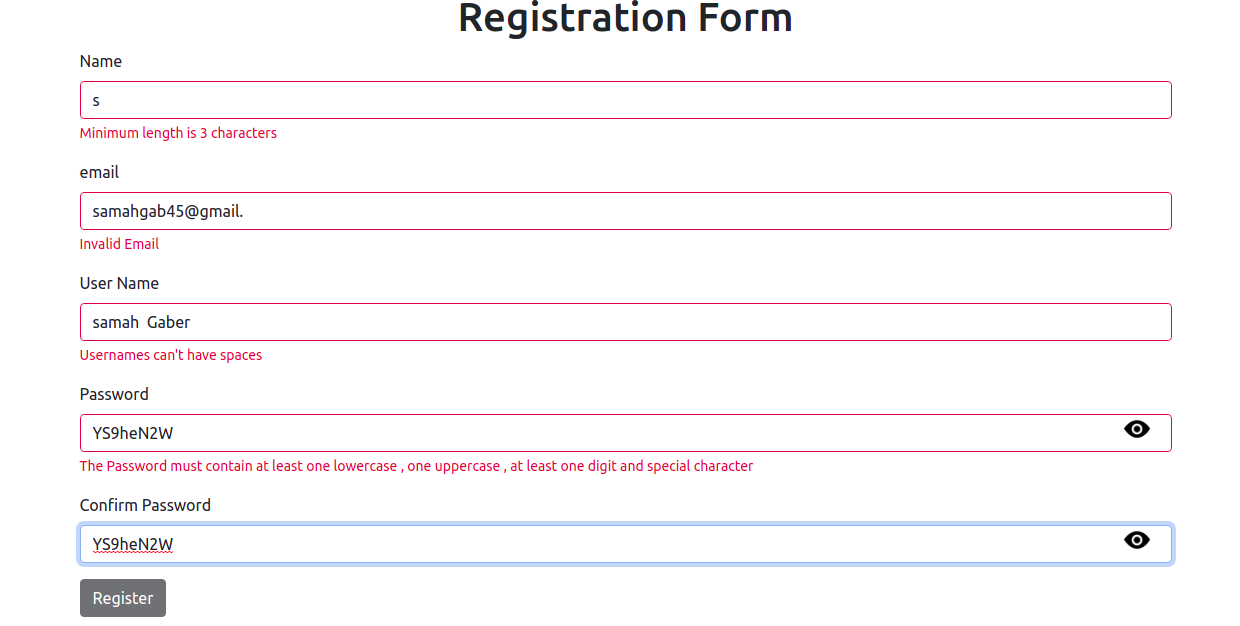 Registration Form
Name
s
Minimum length is 3 characters
email
samahgab45@gmail.
Invalid Email
User Name
samah  Gaber
Usernames can't have spaces
Password
YS9heN2W
The Password must contain at least one lowercase , one uppercase , at least one digit and special character
Confirm Password
YS9heN2W
Register